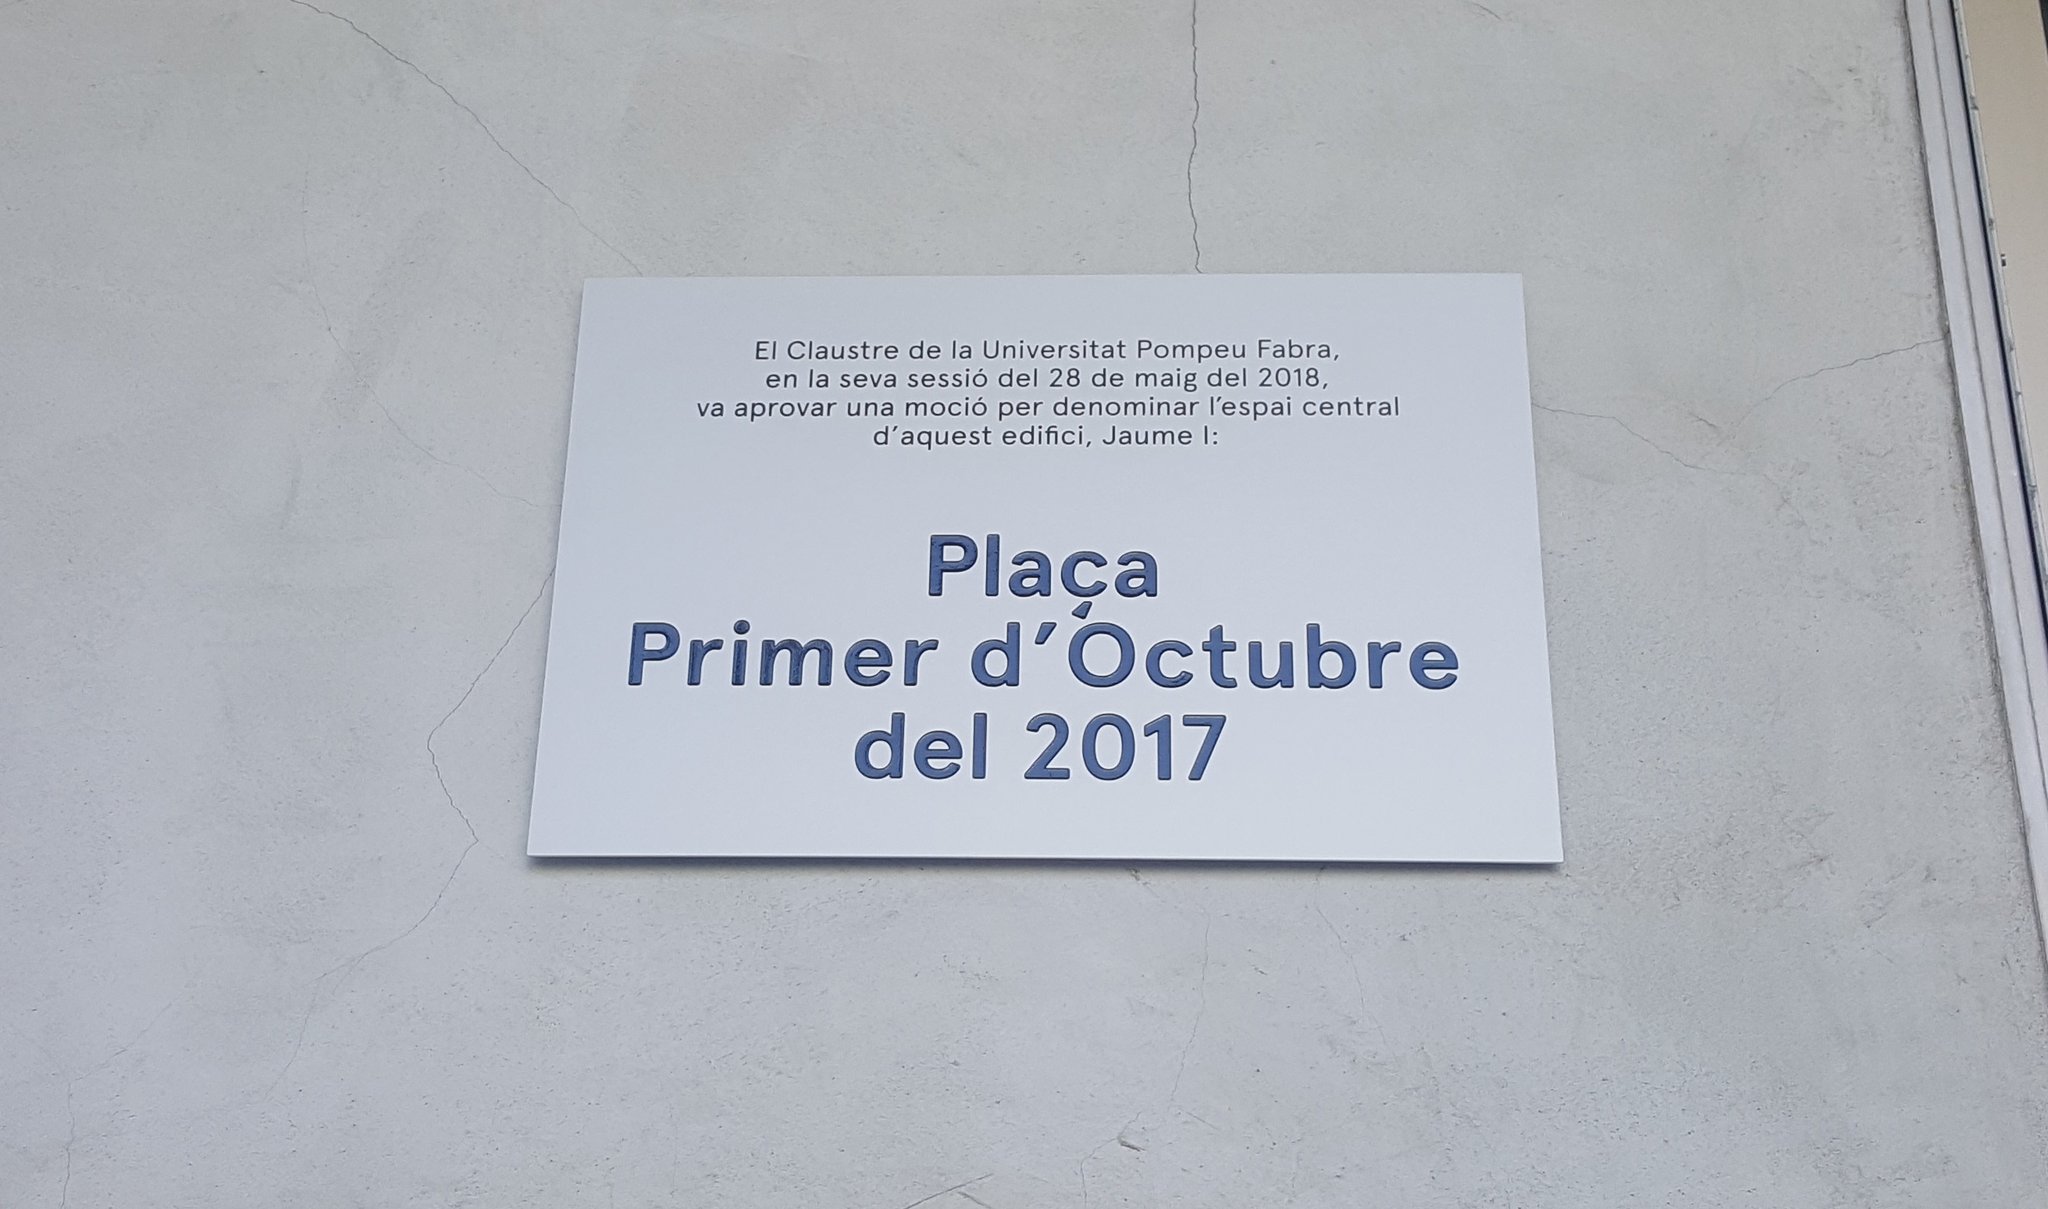 El Claustre de la Universitat Pompeu Fabra,
en la seva sessió del 28 de maig del 2018,
va aprovar una moció per denominar l’espai central
d’aquest edifici, Jaume I:
Plaça
Primer d’Octubre
del 2017